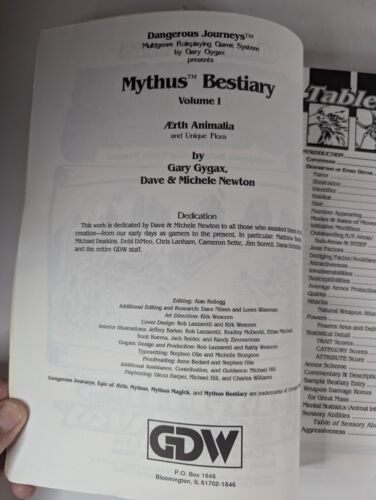 Dangerous Journeys™
Multigenre Roleplaying Game System
by Gary Gygax
presents
Mythus™ Bestiary
Volume I
Ærth Animalia
and Unique Flora
by
Gary Gygax,
Dave & Michele Newton
Dedication
This work is dedicated by Dave & Michele Newton to all those who assisted them in
creation—from our early days as gamers to the present. In particular: Matthew
Michael Deakins, Debi DiMeo, Chris Lanham, Cameron Sette, Jim Sorrell, Dana
and the entire GDW staff.
Editing: Nan Kellogg
Additional Editing and Research: Dave Nilsen and Loren Wiseman
Art Direction: Kirk Wescom
Cover Design: Rob Lazzaretti and Kirk Wescom
Interior Illustrations: Jeffery Barker, Rob Lazzaretti, Bradley McDevitt, Elias
Scott Rosema, Jack Snider, and Randy Zimmerman
Graphic Design and Production: Rob Lazzaretti and Kathy Wescom
Typesetting: Stephen Olle and Michelle Sturgeon
Proofreading: Anne Bedard and Stephen Olle
Additional Assistance, Contribution, and Guidance: Michael Hill
Playtesting: Glenn Harper, Michael Hill, and Charles Williams
Dangerous Journeys, Epic of Ærth, Mythus, Mythus Magick, and Mythus Bestiary are trademarks of
GDW
P.O. Box 1646
Bloomington, IL 61702-1646
Table
INTRODUCTION
Conventions
Description of Entry Details
Name
Illustration
Identifier
Habitat
Size
Number Appearing
Modes & Rates of Movement
Initiative Modifiers
Outstanding K/S Areas/
Sub-Areas & STEEP
Joss Factors
Dodging Factor/Avoidance
Attractiveness
Invulnerabilities
Susceptibilities
Average Armor Protection
Quirks
Attacks
Natural Weapon
Powers
Powers Area and
Statistical Detail
TRAIT SCORES
CATEGORY SCORES
ATTRIBUTE SCORE
Armor Scheme
Commentary & Description
Sample Bestiary Entry
Weapon Damage Bonus
for Great Mass
Mental Statistics
Sensory Abilities
Table of Sensory
Aggressiveness